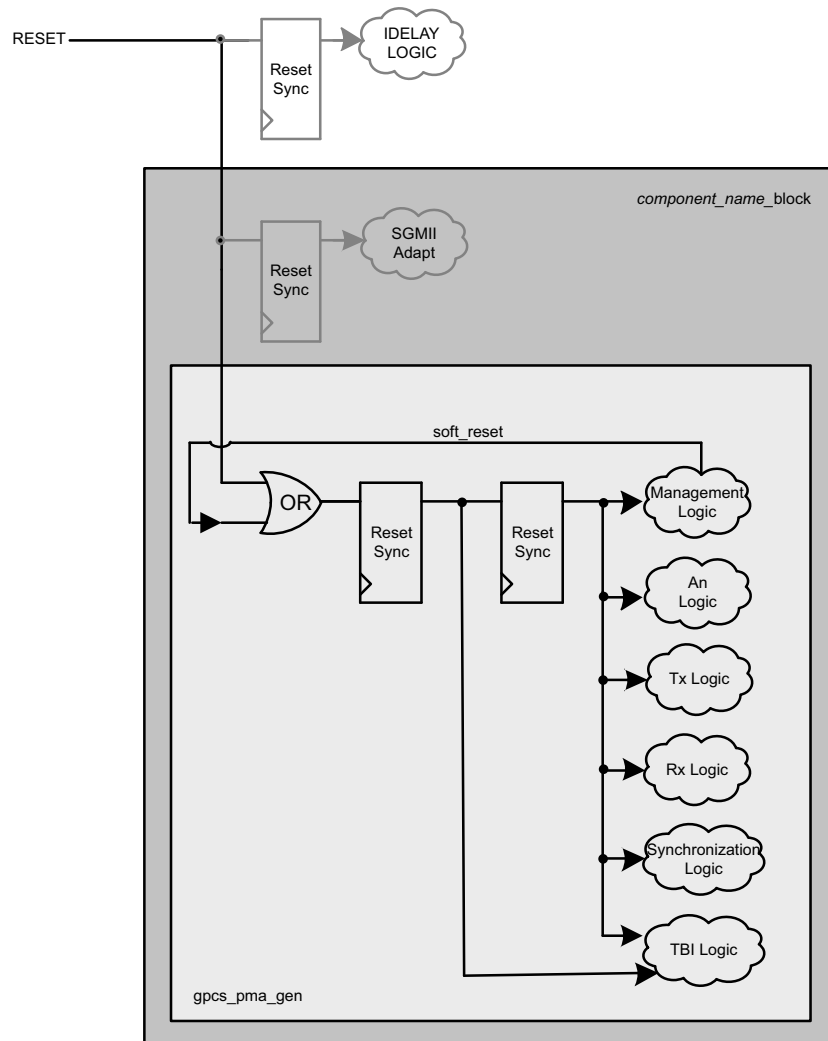 RESET
IDELAY
LOGIC
Reset
Sync
component_name_block
SGMII
Adapt
Reset
Sync
soft_reset
OR
Reset
Sync
Reset
Sync
Management
Logic
An
Logic
Tx Logic
Rx Logic
Synchronization
Logic
TBI Logic
gpcs_pma_gen